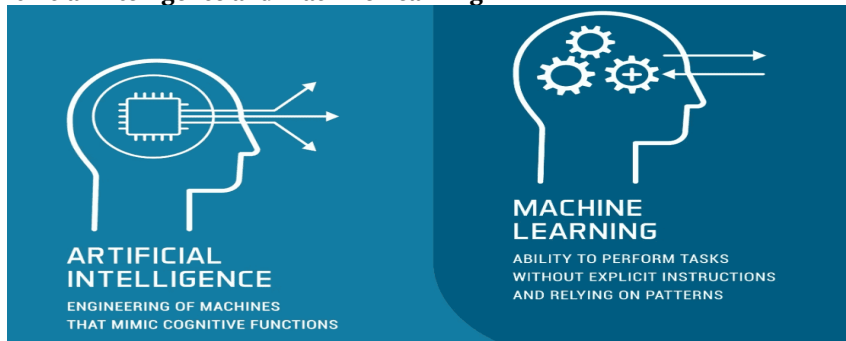 ARTIFICIAL
INTELLIGENCE
ENGINEERING OF MACHINES
THAT MIMIC COGNITIVE FUNCTIONS
MACHINE
LEARNING
ABILITY TO PERFORM TASKS
WITHOUT EXPLICIT INSTRUCTIONS
AND RELYING ON PATTERNS